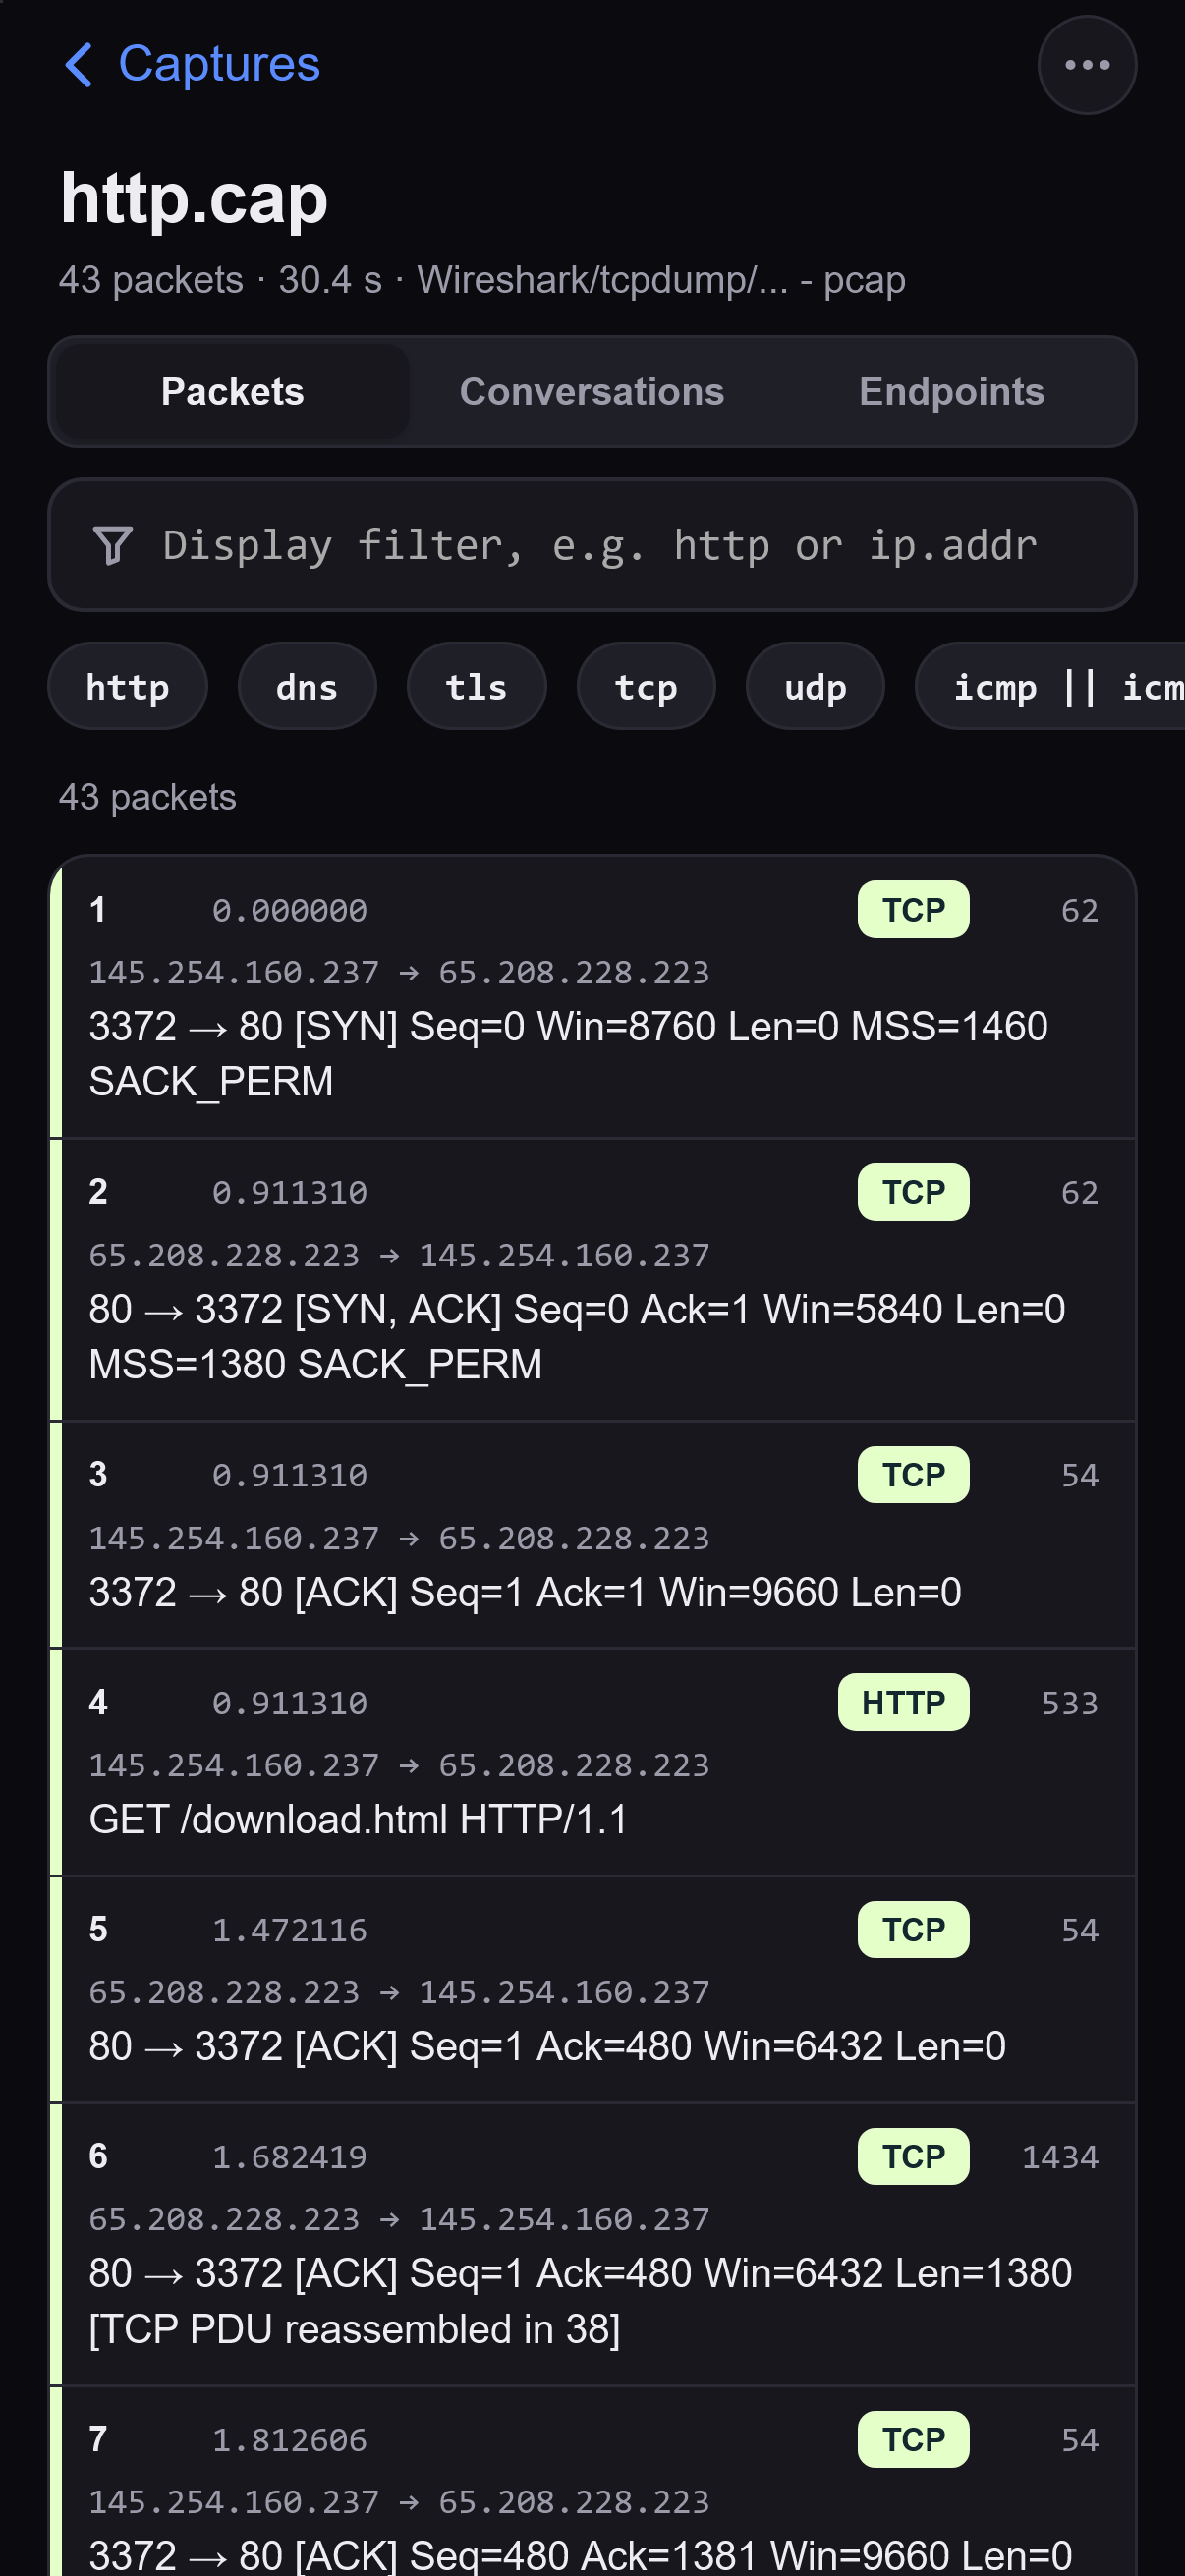 Captures
http.cap
43 packets · 30.4 s · Wireshark/tcpdump/... - pcap
Packets Conversations Endpoints
Display filter, e.g. http or ip.addr
http dns tls tcp udp icmp || icm
43 packets
1 0.000000 TCP 62
145.254.160.237 → 65.208.228.223
3372 → 80 [SYN] Seq=0 Win=8760 Len=0 MSS=1460
SACK_PERM
2 0.911310 TCP 62
65.208.228.223 → 145.254.160.237
80 → 3372 [SYN, ACK] Seq=0 Ack=1 Win=5840 Len=0
MSS=1380 SACK_PERM
3 0.911310 TCP 54
145.254.160.237 → 65.208.228.223
3372 → 80 [ACK] Seq=1 Ack=1 Win=9660 Len=0
4 0.911310 HTTP 533
145.254.160.237 → 65.208.228.223
GET /download.html HTTP/1.1
5 1.472116 TCP 54
65.208.228.223 → 145.254.160.237
80 → 3372 [ACK] Seq=1 Ack=480 Win=6432 Len=0
6 1.682419 TCP 1434
65.208.228.223 → 145.254.160.237
80 → 3372 [ACK] Seq=1 Ack=480 Win=6432 Len=1380
[TCP PDU reassembled in 38]
7 1.812606 TCP 54
145.254.160.237 → 65.208.228.223
3372 → 80 [ACK] Seq=480 Ack=1381 Win=9660 Len=0